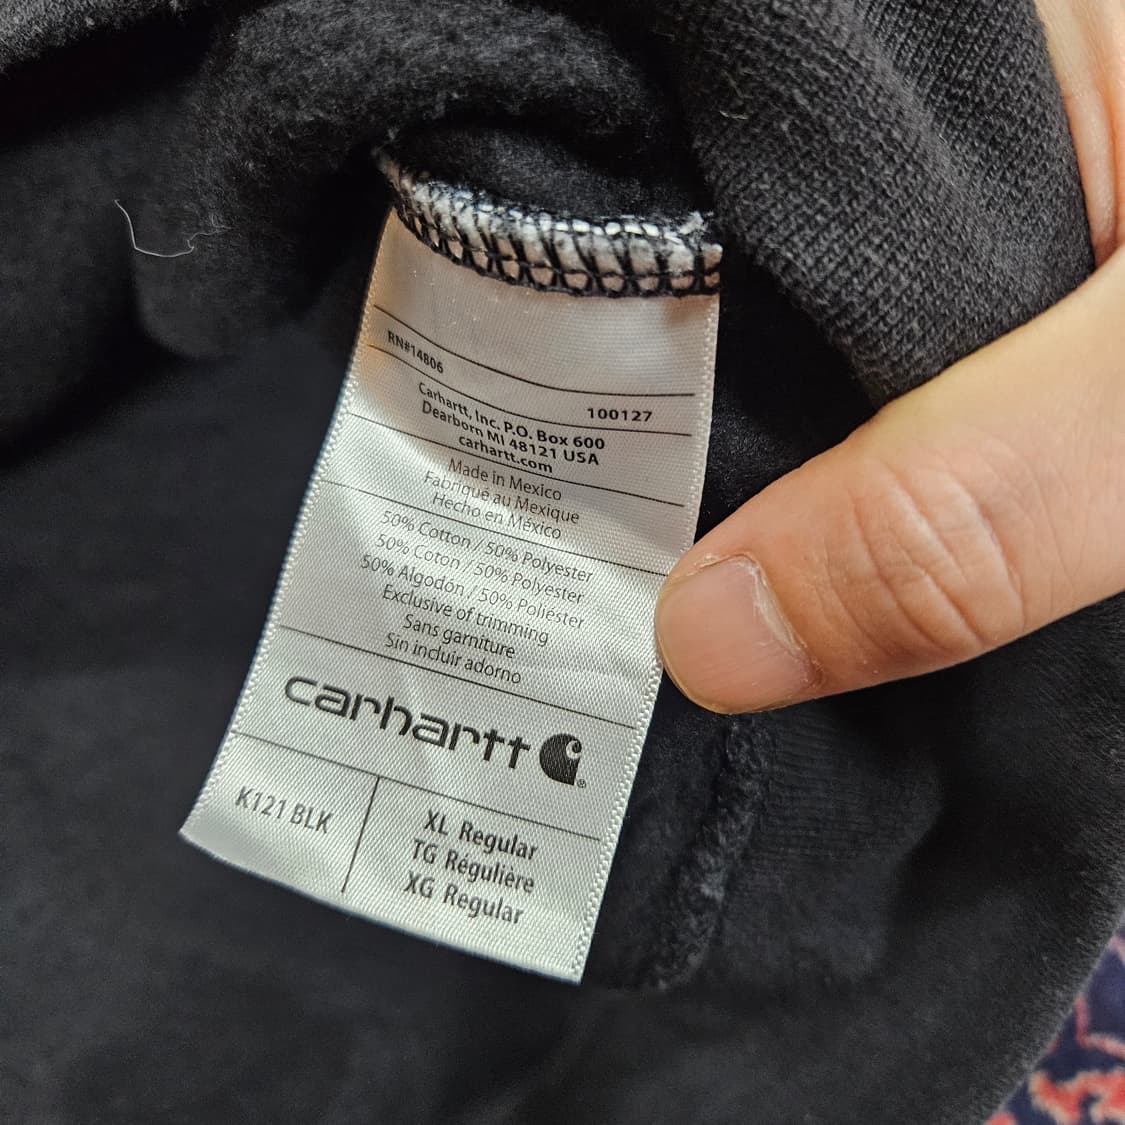 RN#14806
100127
Carhartt, Inc. P.O. Box 600
Dearborn MI 48121 USA
carhartt.com
Made in Mexico
Fabriqué au Mexique
Hecho en México
50% Cotton / 50% Polyester
50% Coton / 50% Polyester
50% Algodón / 50% Poliéster
Exclusive of trimming
Sans garniture
Sin incluir adorno
carhartt
K121 BLK
XL Regular
TG Régulière
XG Regular